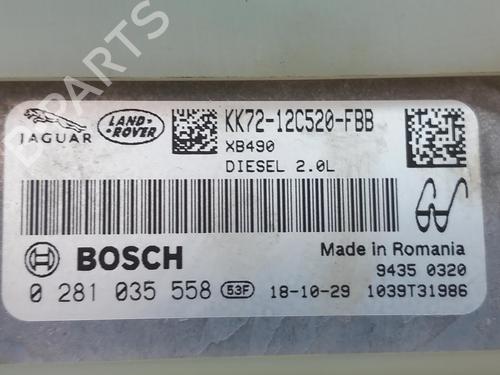 JAGUAR
LAND-
ROVER
KK72-12C520-FBB
XB490
DIESEL 2.0L
BOSCH
Made in Romania
9435 0320
0 281 035 558 53F 18-10-29 1039T31986